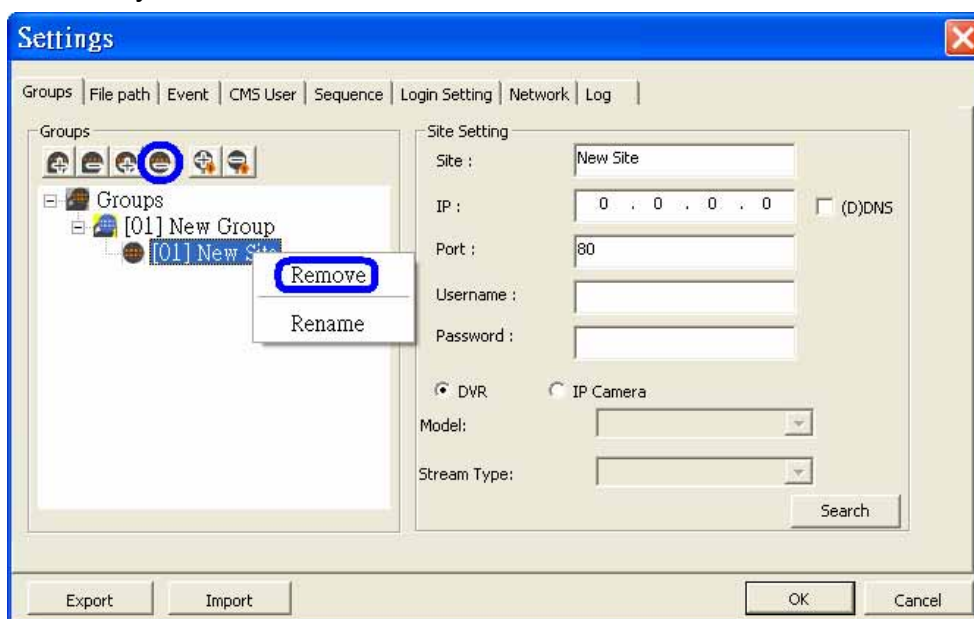 Settings
Groups File path Event CMS User Sequence Login Setting Network Log
Groups
Groups
[01] New Group
[01] New Site
Remove
Rename
Site Setting
Site : New Site
IP : 0 . 0 . 0 . 0 (D)DNS
Port : 80
Username :
Password :
DVR IP Camera
Model:
Stream Type:
Search
Export Import OK Cancel